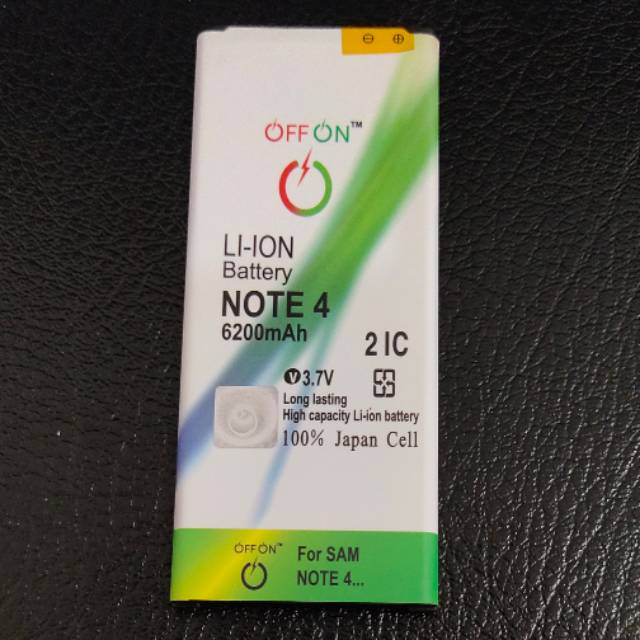 ⊖ ⊕
OFF ON™
LI-ION
Battery
NOTE 4
6200mAh
2 IC
V 3.7V
Long lasting
High capacity Li-ion battery
100% Japan Cell
OFF ON™
For SAM
NOTE 4...